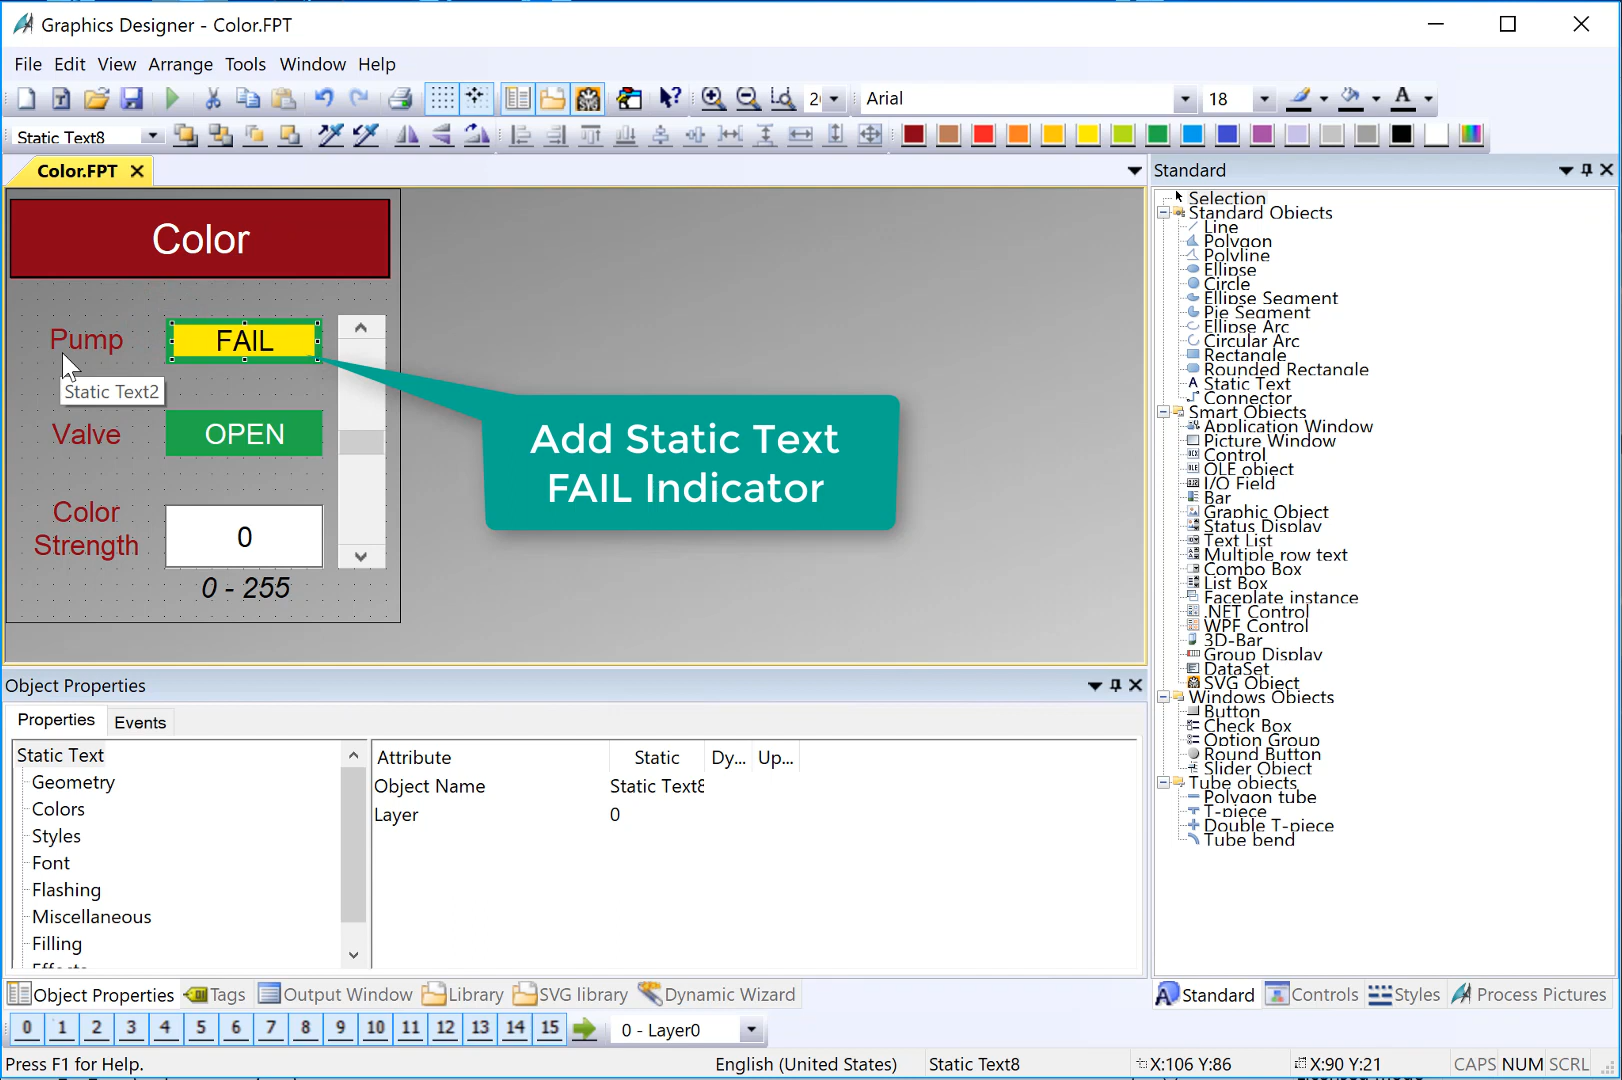 Graphics Designer - Color.FPT
File Edit View Arrange Tools Window Help
Arial 18
Static Text8
Color.FPT
Color
Pump FAIL
Static Text2
Valve OPEN
Color
Strength
0
0 - 255
Add Static Text
FAIL Indicator
Standard
Selection
Standard Objects
Line
Polygon
Polyline
Ellipse
Circle
Ellipse Segment
Pie Segment
Ellipse Arc
Circular Arc
Rectangle
Rounded Rectangle
Static Text
Connector
Smart Objects
Application Window
Picture Window
Control
OLE object
I/O Field
Bar
Graphic Object
Status Display
Text List
Multiple row text
Combo Box
List Box
Faceplate instance
.NET Control
WPF Control
3D-Bar
Group Display
DataSet
SVG Object
Windows Objects
Button
Check Box
Option Group
Round Button
Slider Object
Tube objects
Polygon tube
T-piece
Double T-piece
Tube bend
Object Properties
Properties Events
Static Text
Geometry
Colors
Styles
Font
Flashing
Miscellaneous
Filling
Attribute Static Dy... Up...
Object Name Static Text8
Layer 0
Object Properties Tags Output Window Library SVG library Dynamic Wizard
Standard Controls Styles Process Pictures
0 1 2 3 4 5 6 7 8 9 10 11 12 13 14 15 0 - Layer0
Press F1 for Help. English (United States) Static Text8 X:106 Y:86 X:90 Y:21 CAPS NUM SCRL